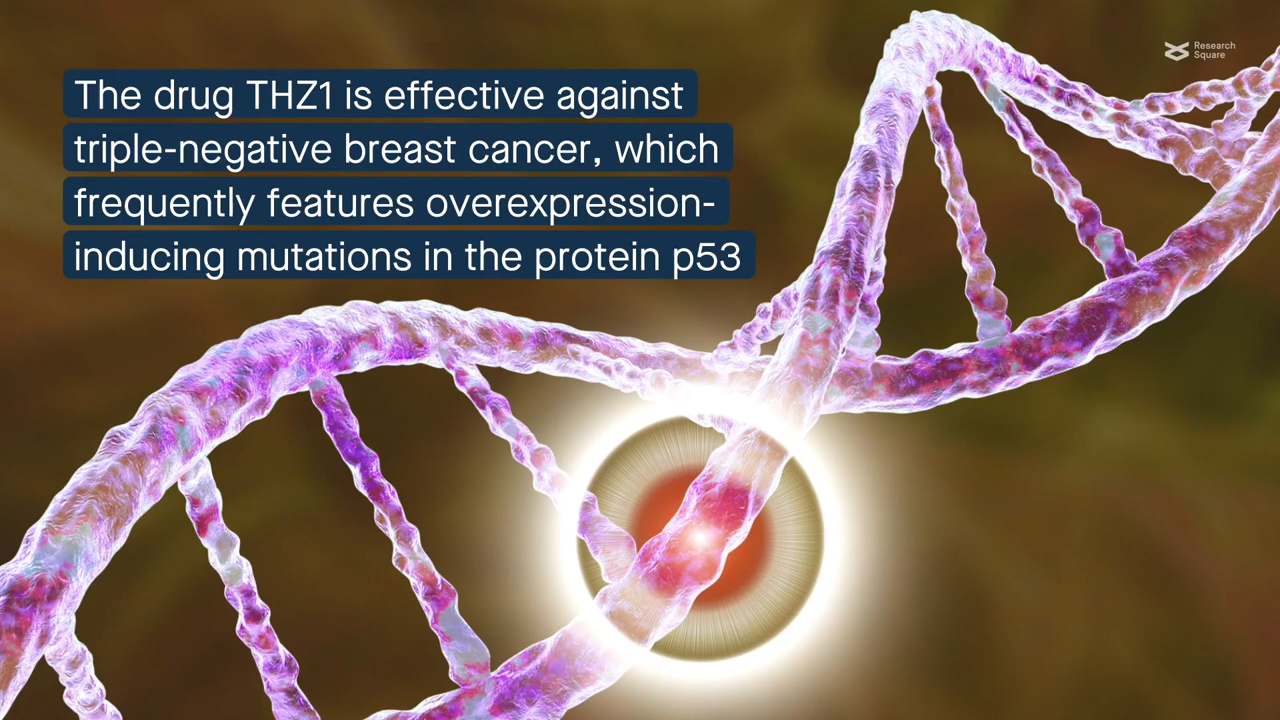 The drug THZ1 is effective against
triple-negative breast cancer, which
frequently features overexpression-
inducing mutations in the protein p53
Research
Square